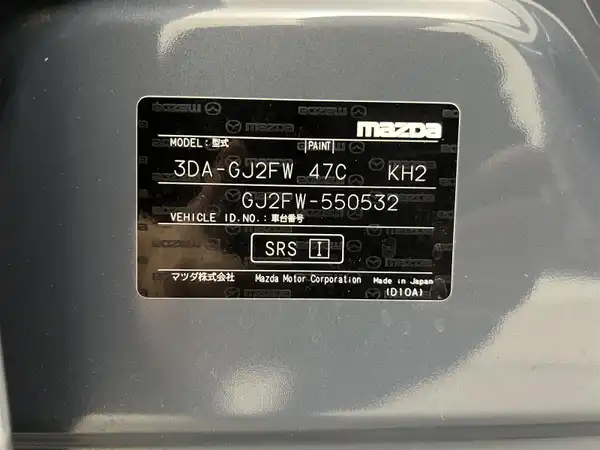 mazda
MODEL:型式 PAINT
3DA-GJ2FW 47C KH2
GJ2FW-550532
VEHICLE ID.NO.:車台番号
SRS I
マツダ株式会社 Mazda Motor Corporation Made in Japan
(D10A)